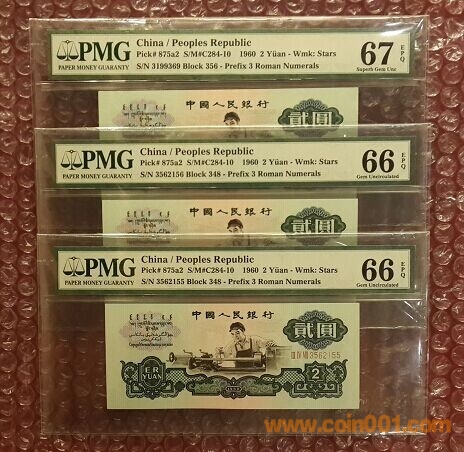 PMG
PAPER MONEY GUARANTY
China / Peoples Republic
Pick# 875a2 S/M#C284-10 1960 2 Yüan - Wmk: Stars
S/N 3199369 Block 356 - Prefix 3 Roman Numerals
67 EPQ
Superb Gem Unc
中國人民銀行
貳圓
PMG
PAPER MONEY GUARANTY
China / Peoples Republic
Pick# 875a2 S/M#C284-10 1960 2 Yüan - Wmk: Stars
S/N 3562156 Block 348 - Prefix 3 Roman Numerals
66 EPQ
Gem Uncirculated
中國人民銀行
貳圓
PMG
PAPER MONEY GUARANTY
China / Peoples Republic
Pick# 875a2 S/M#C284-10 1960 2 Yüan - Wmk: Stars
S/N 3562155 Block 348 - Prefix 3 Roman Numerals
66 EPQ
Gem Uncirculated
中國人民銀行
貳圓
3562155
ER
YUAN
2
www.coin001.com